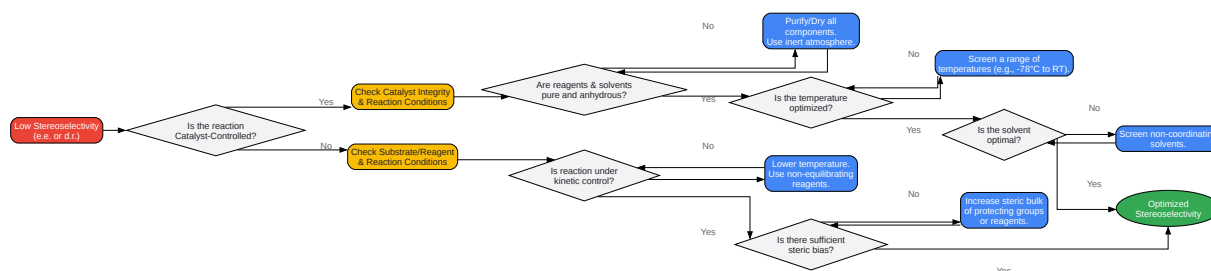 Low Stereoselectivity
(e.e. or d.r.)
Is the reaction
Catalyst-Controlled?
Yes
No
Check Catalyst Integrity
& Reaction Conditions
Check Substrate/Reagent
& Reaction Conditions
Are reagents & solvents
pure and anhydrous?
No
Purify/Dry all
components.
Use inert atmosphere.
Yes
Is the temperature
optimized?
No
Screen a range of
temperatures (e.g., -78°C to RT).
Yes
Is the solvent
optimal?
No
Screen non-coordinating
solvents.
Yes
Is reaction under
kinetic control?
No
Lower temperature.
Use non-equilibrating
reagents.
Yes
Is there sufficient
steric bias?
No
Increase steric bulk
of protecting groups
or reagents.
Yes
Optimized
Stereoselectivity